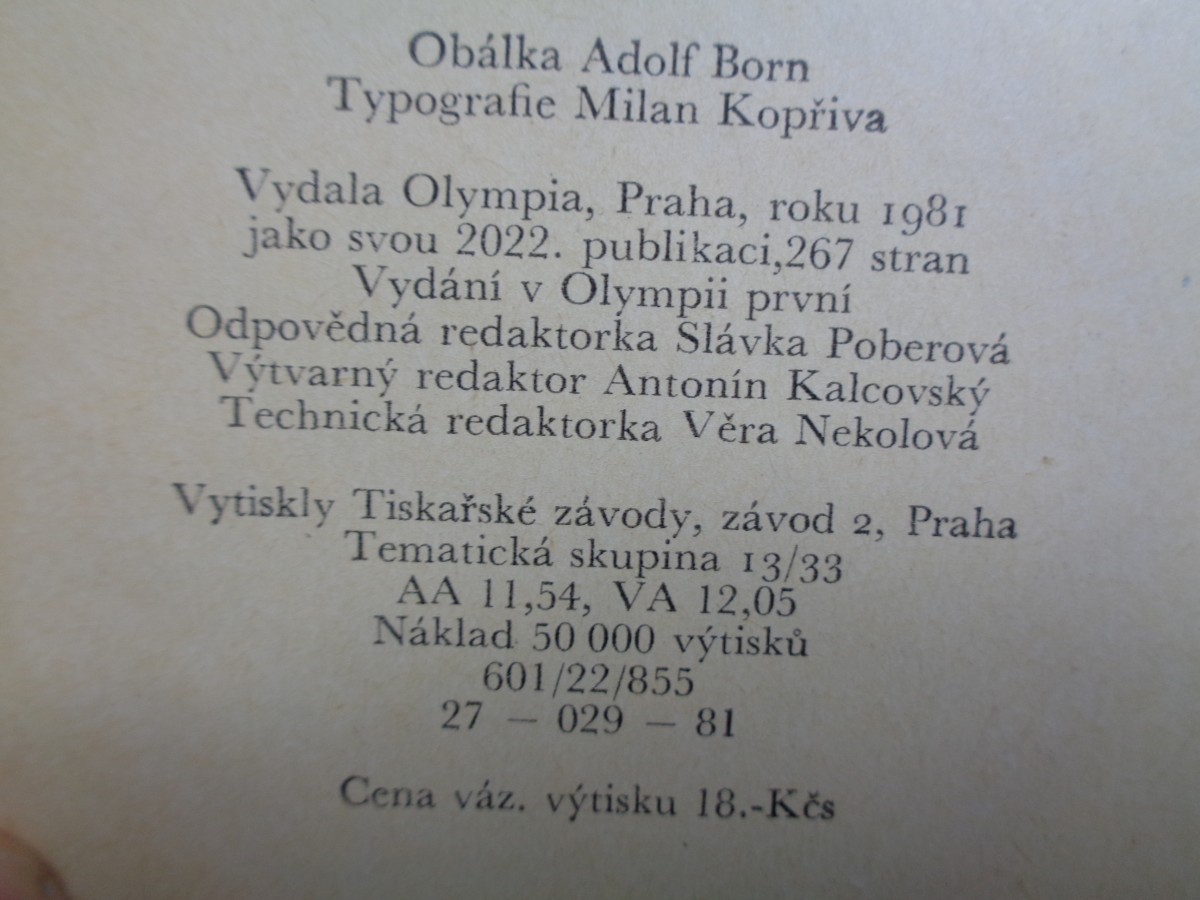 Obálka Adolf Born
Typografie Milan Kopřiva
Vydala Olympia, Praha, roku 1981
jako svou 2022. publikaci,267 stran
Vydání v Olympii první
Odpovědná redaktorka Slávka Poberová
Výtvarný redaktor Antonín Kalcovský
Technická redaktorka Věra Nekolová
Vytiskly Tiskařské závody, závod 2, Praha
Tematická skupina 13/33
AA 11,54, VA 12,05
Náklad 50 000 výtisků
601/22/855
27 — 029 — 81
Cena váz. výtisku 18.-Kčs